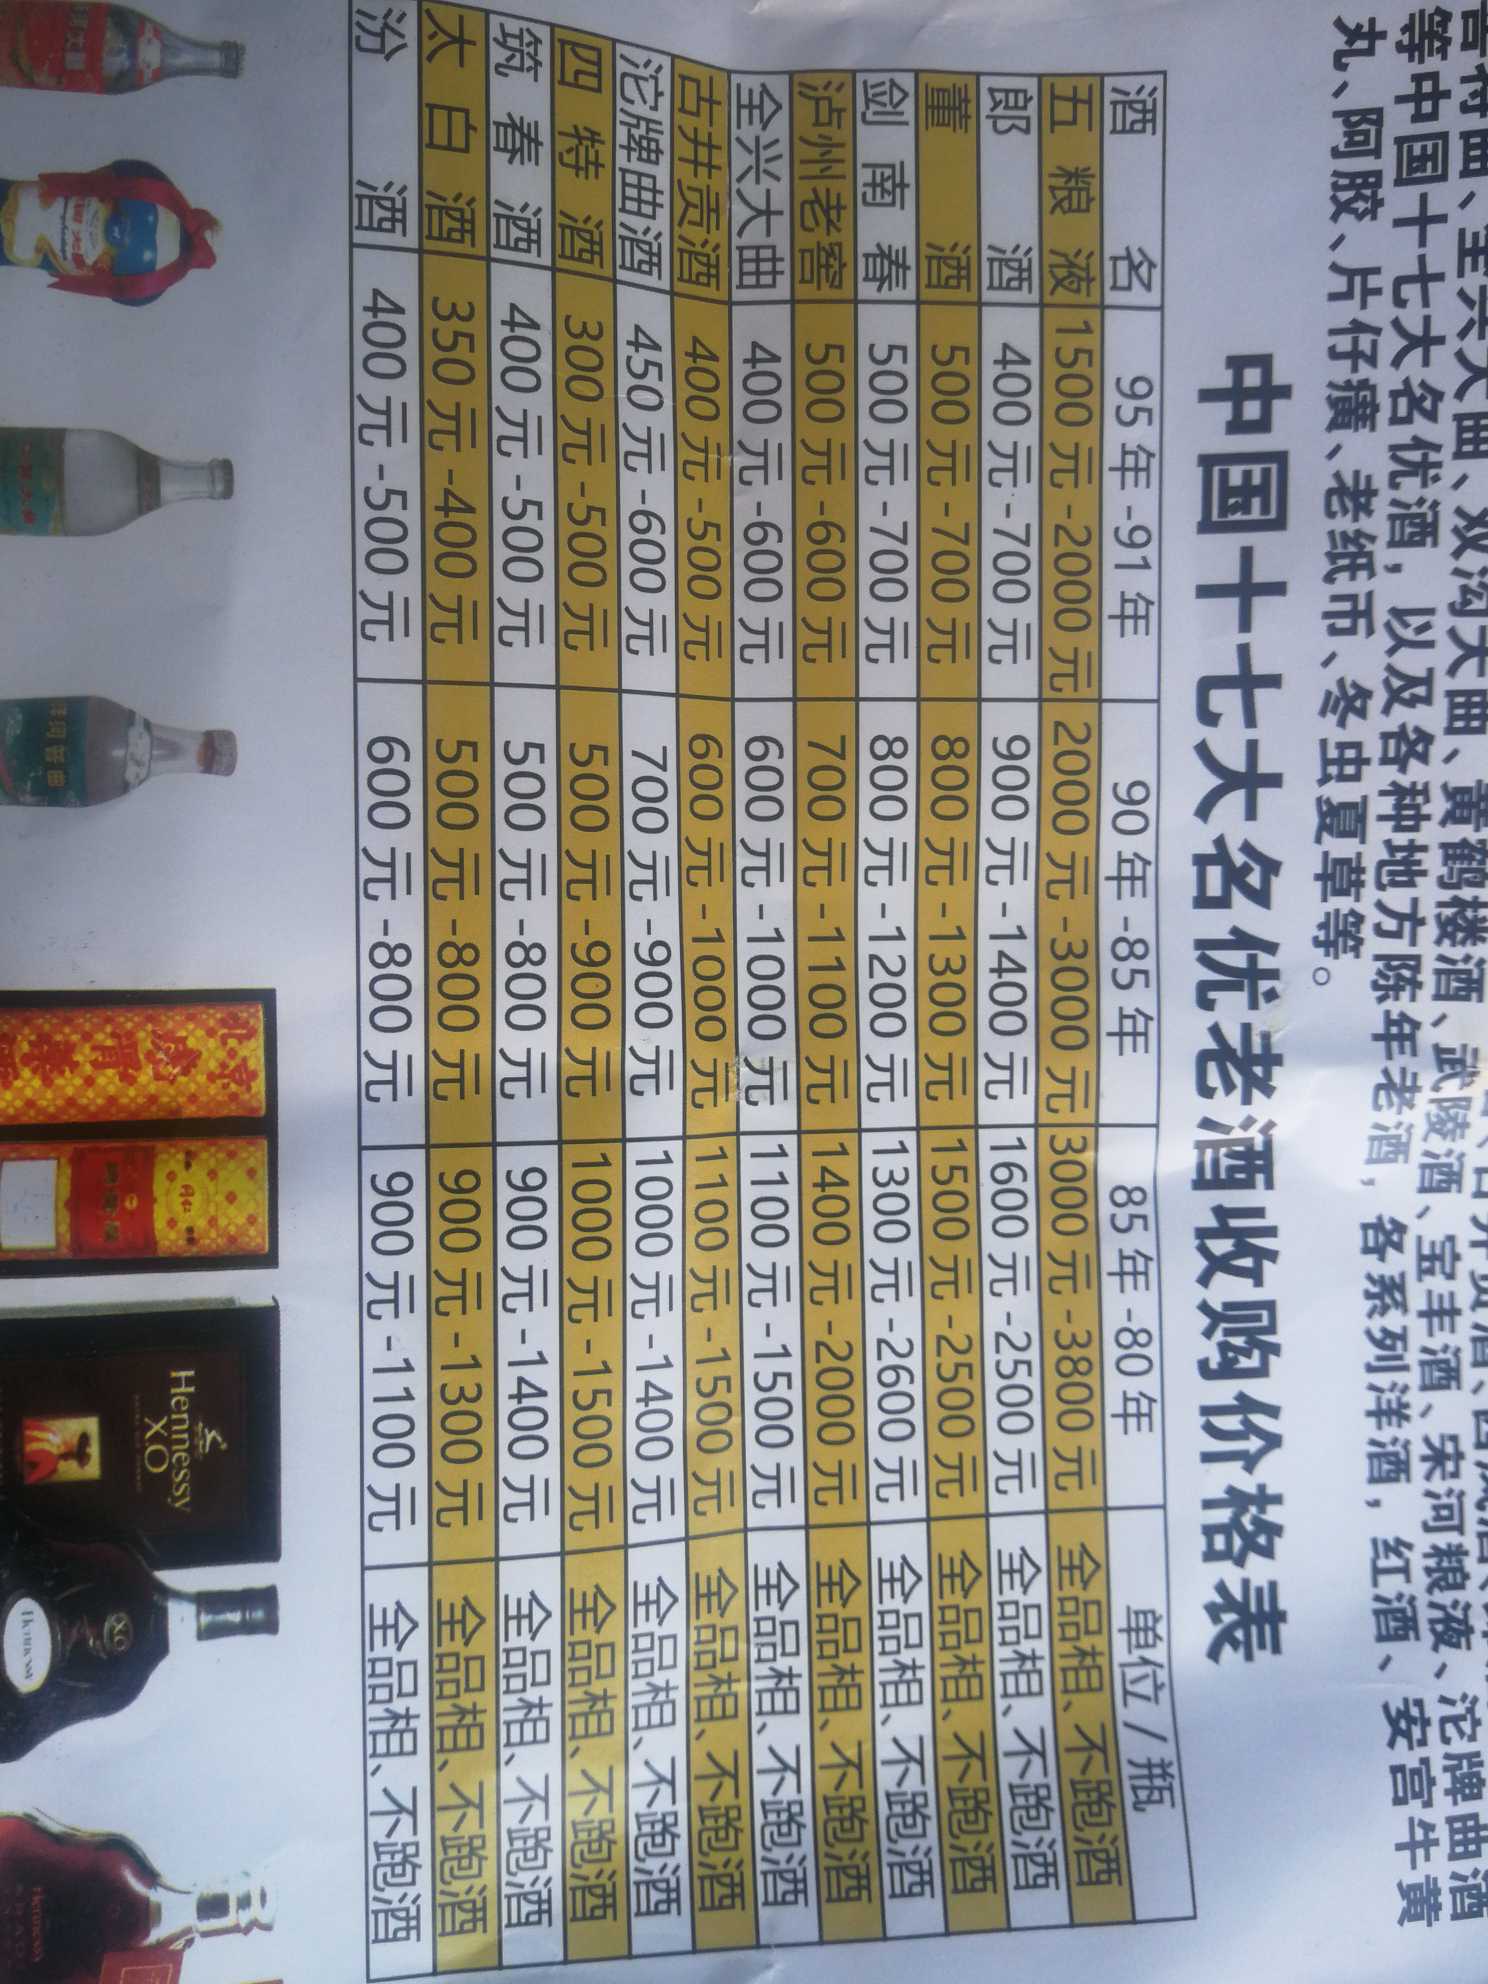 等中国十七大名优酒，以及各种地方陈年老酒，各系列洋酒，红酒、安宫牛黄
丸、阿胶、片仔癀、老纸币、冬虫夏草等。
中国十七大名优老酒收购价格表
酒 名 95年-91年 90年-85年 85年-80年 单位/瓶
五粮液 1500元-2000元 2000元-3000元 3000元-3800元 全品相、不跑酒
郎 酒 400元-700元 900元-1400元 1600元-2500元 全品相、不跑酒
董 酒 500元-700元 800元-1300元 1500元-2500元 全品相、不跑酒
剑南春 500元-700元 800元-1200元 1300元-2600元 全品相、不跑酒
泸州老窖 500元-600元 700元-1100元 1400元-2000元 全品相、不跑酒
全兴大曲 400元-600元 600元-1000元 1100元-1500元 全品相、不跑酒
古井贡酒 400元-500元 600元-1000元 1100元-1500元 全品相、不跑酒
沱牌曲酒 450元-600元 700元-900元 1000元-1400元 全品相、不跑酒
四特酒 300元-500元 500元-900元 1000元-1500元 全品相、不跑酒
筑春酒 400元-500元 500元-800元 900元-1400元 全品相、不跑酒
太白酒 350元-400元 500元-800元 900元-1300元 全品相、不跑酒
汾 酒 400元-500元 600元-800元 900元-1100元 全品相、不跑酒
Hennessy
XO
XO
Hennessy